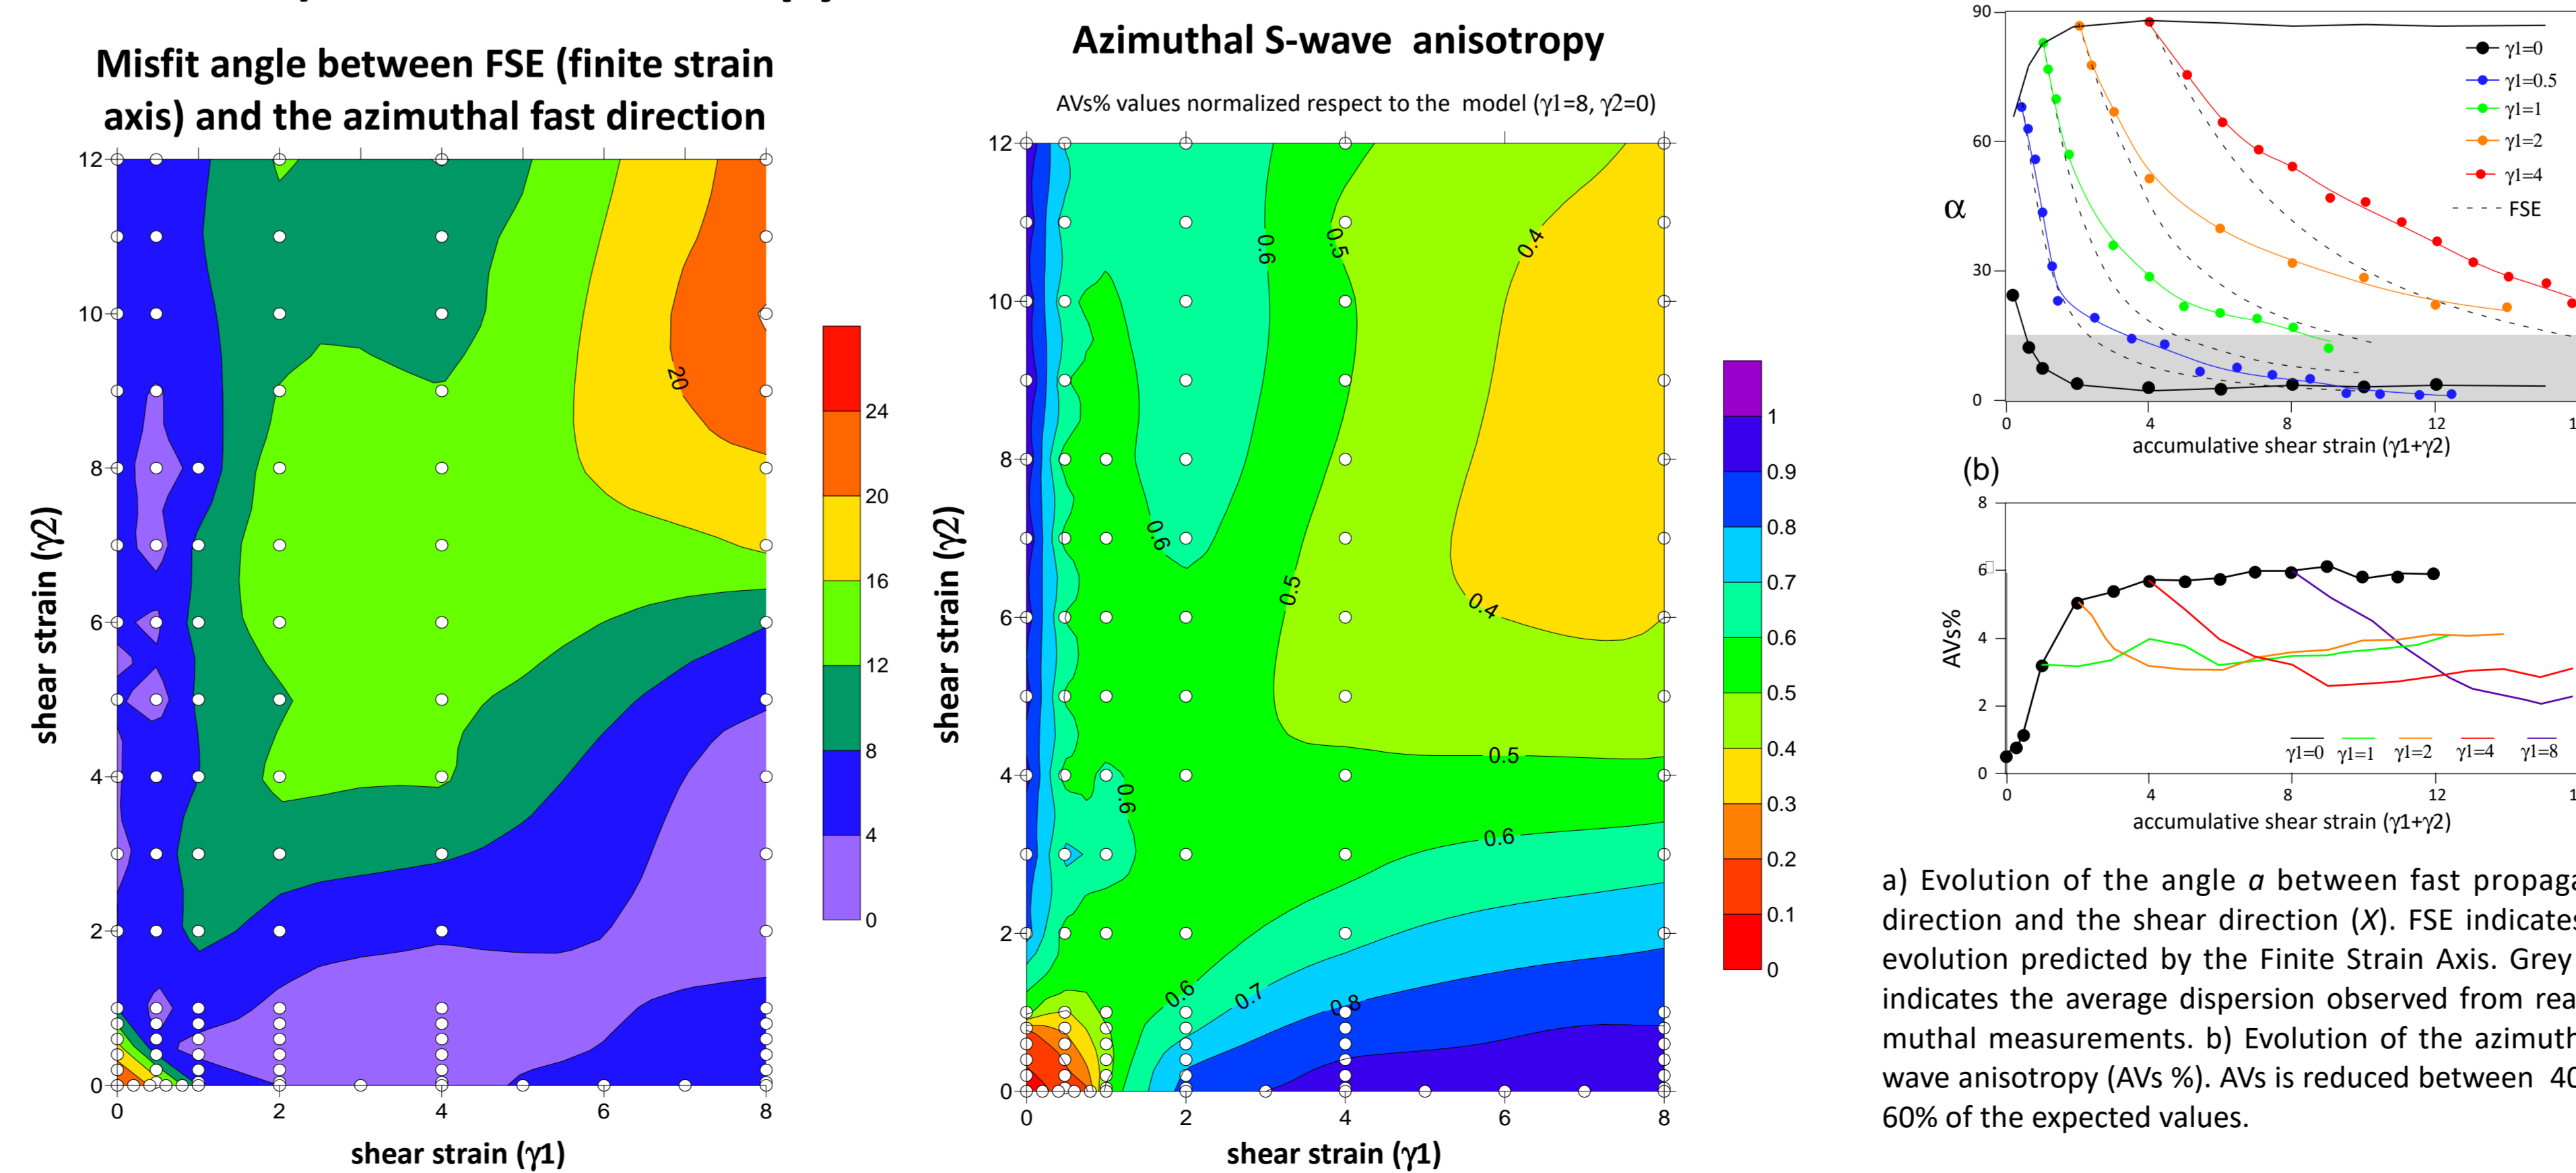 Misfit angle between FSE (finite strain
axis) and the azimuthal fast direction
12
10
8
6
4
2
0
shear strain (γ2)
20
0
2
4
6
8
shear strain (γ1)
24
20
16
12
8
4
0
Azimuthal S-wave anisotropy
AVs% values normalized respect to the model (γ1=8, γ2=0)
12
10
8
6
4
2
0
shear strain (γ2)
0.6
0.5
0.4
0.6
0.5
0.4
0.5
0.6
0.6
0.6
0.7
0.8
0
2
4
6
8
shear strain (γ1)
1
0.9
0.8
0.7
0.6
0.5
0.4
0.3
0.2
0.1
0
90
60
30
0
α
γ1=0
γ1=0.5
γ1=1
γ1=2
γ1=4
FSE
0
4
8
12
accumulative shear strain (γ1+γ2)
(b)
8
6
4
2
0
AVs%
γ1=0
γ1=1
γ1=2
γ1=4
γ1=8
0
4
8
12
accumulative shear strain (γ1+γ2)
a) Evolution of the angle a between fast propaga
direction and the shear direction (X). FSE indicates
evolution predicted by the Finite Strain Axis. Grey
indicates the average dispersion observed from rea
muthal measurements. b) Evolution of the azimuth
wave anisotropy (AVs %). AVs is reduced between 40
60% of the expected values.